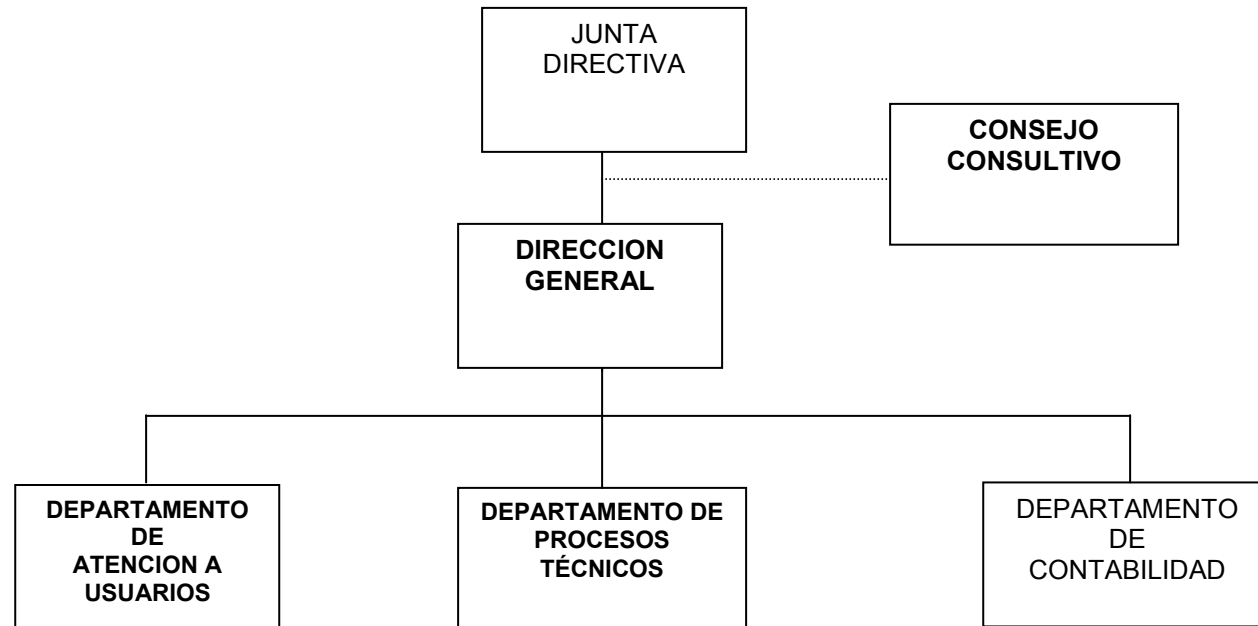 JUNTA
DIRECTIVA
CONSEJO
CONSULTIVO
DIRECCION
GENERAL
DEPARTAMENTO
DE
ATENCION A
USUARIOS
DEPARTAMENTO DE
PROCESOS
TÉCNICOS
DEPARTAMENTO
DE
CONTABILIDAD